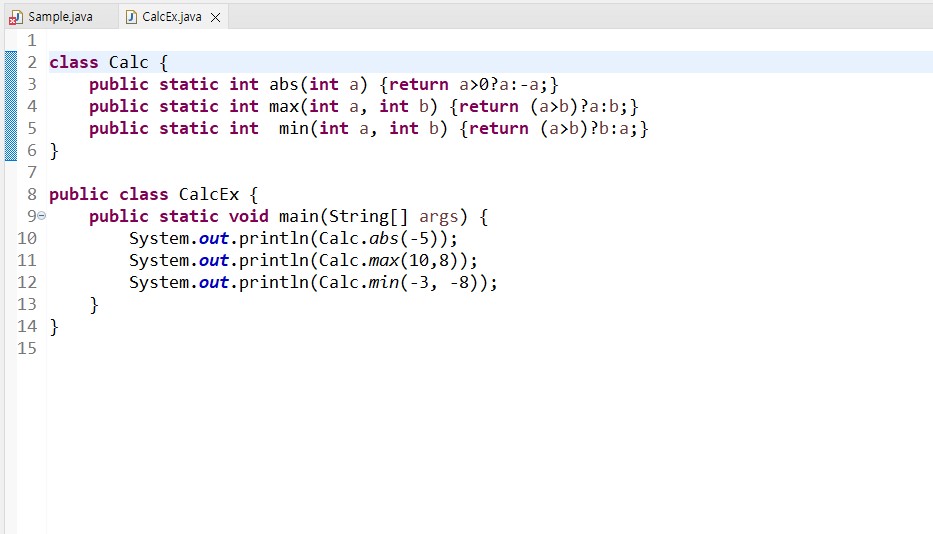 Sample.java CalcEx.java
1
2 class Calc {
3     public static int abs(int a) {return a>0?a:-a;}
4     public static int max(int a, int b) {return (a>b)?a:b;}
5     public static int  min(int a, int b) {return (a>b)?b:a;}
6 }
7
8 public class CalcEx {
9     public static void main(String[] args) {
10         System.out.println(Calc.abs(-5));
11         System.out.println(Calc.max(10,8));
12         System.out.println(Calc.min(-3, -8));
13     }
14 }
15